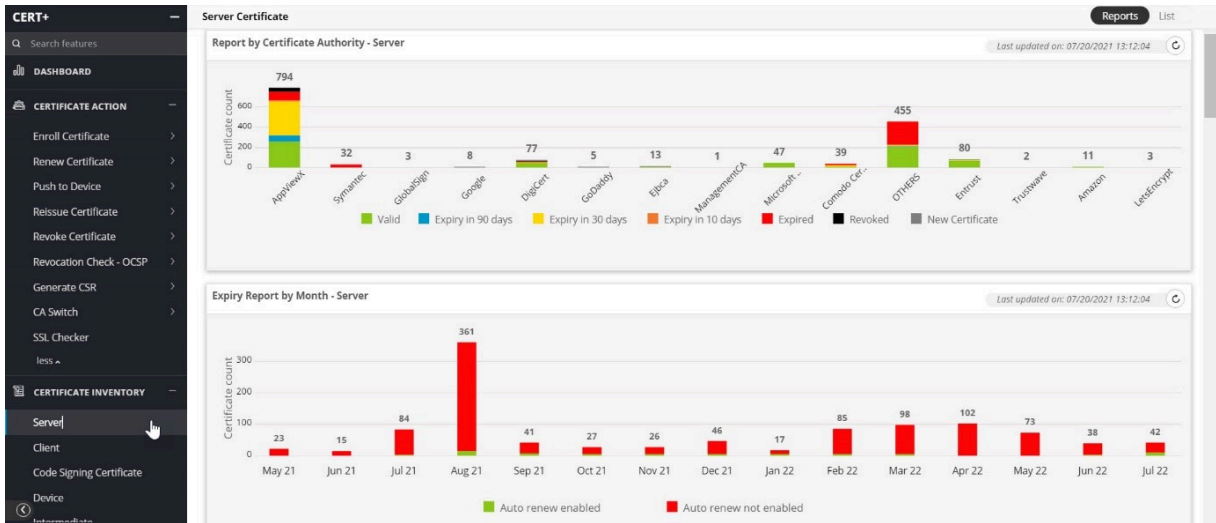 CERT+
Search features
DASHBOARD
CERTIFICATE ACTION
Enroll Certificate
Renew Certificate
Push to Device
Reissue Certificate
Revoke Certificate
Revocation Check - OCSP
Generate CSR
CA Switch
SSL Checker
less
CERTIFICATE INVENTORY
Server
Client
Code Signing Certificate
Device
Intermediate
Server Certificate
Reports List
Report by Certificate Authority - Server
Last updated on: 07/20/2021 13:12:04
Certificate count
600
400
200
0
794 32 3 8 77 5 13 1 47 39 455 80 2 11 3
AppViewX Symantec GlobalSign Google DigiCert GoDaddy Ejbca ManagementCA Microsoft .. Comodo Cer.. OTHERS Entrust Trustwave Amazon LetsEncrypt
Valid Expiry in 90 days Expiry in 30 days Expiry in 10 days Expired Revoked New Certificate
Expiry Report by Month - Server
Last updated on: 07/20/2021 13:12:04
Certificate count
300
200
100
0
23 15 84 361 41 27 26 46 17 85 98 102 73 38 42
May 21 Jun 21 Jul 21 Aug 21 Sep 21 Oct 21 Nov 21 Dec 21 Jan 22 Feb 22 Mar 22 Apr 22 May 22 Jun 22 Jul 22
Auto renew enabled Auto renew not enabled